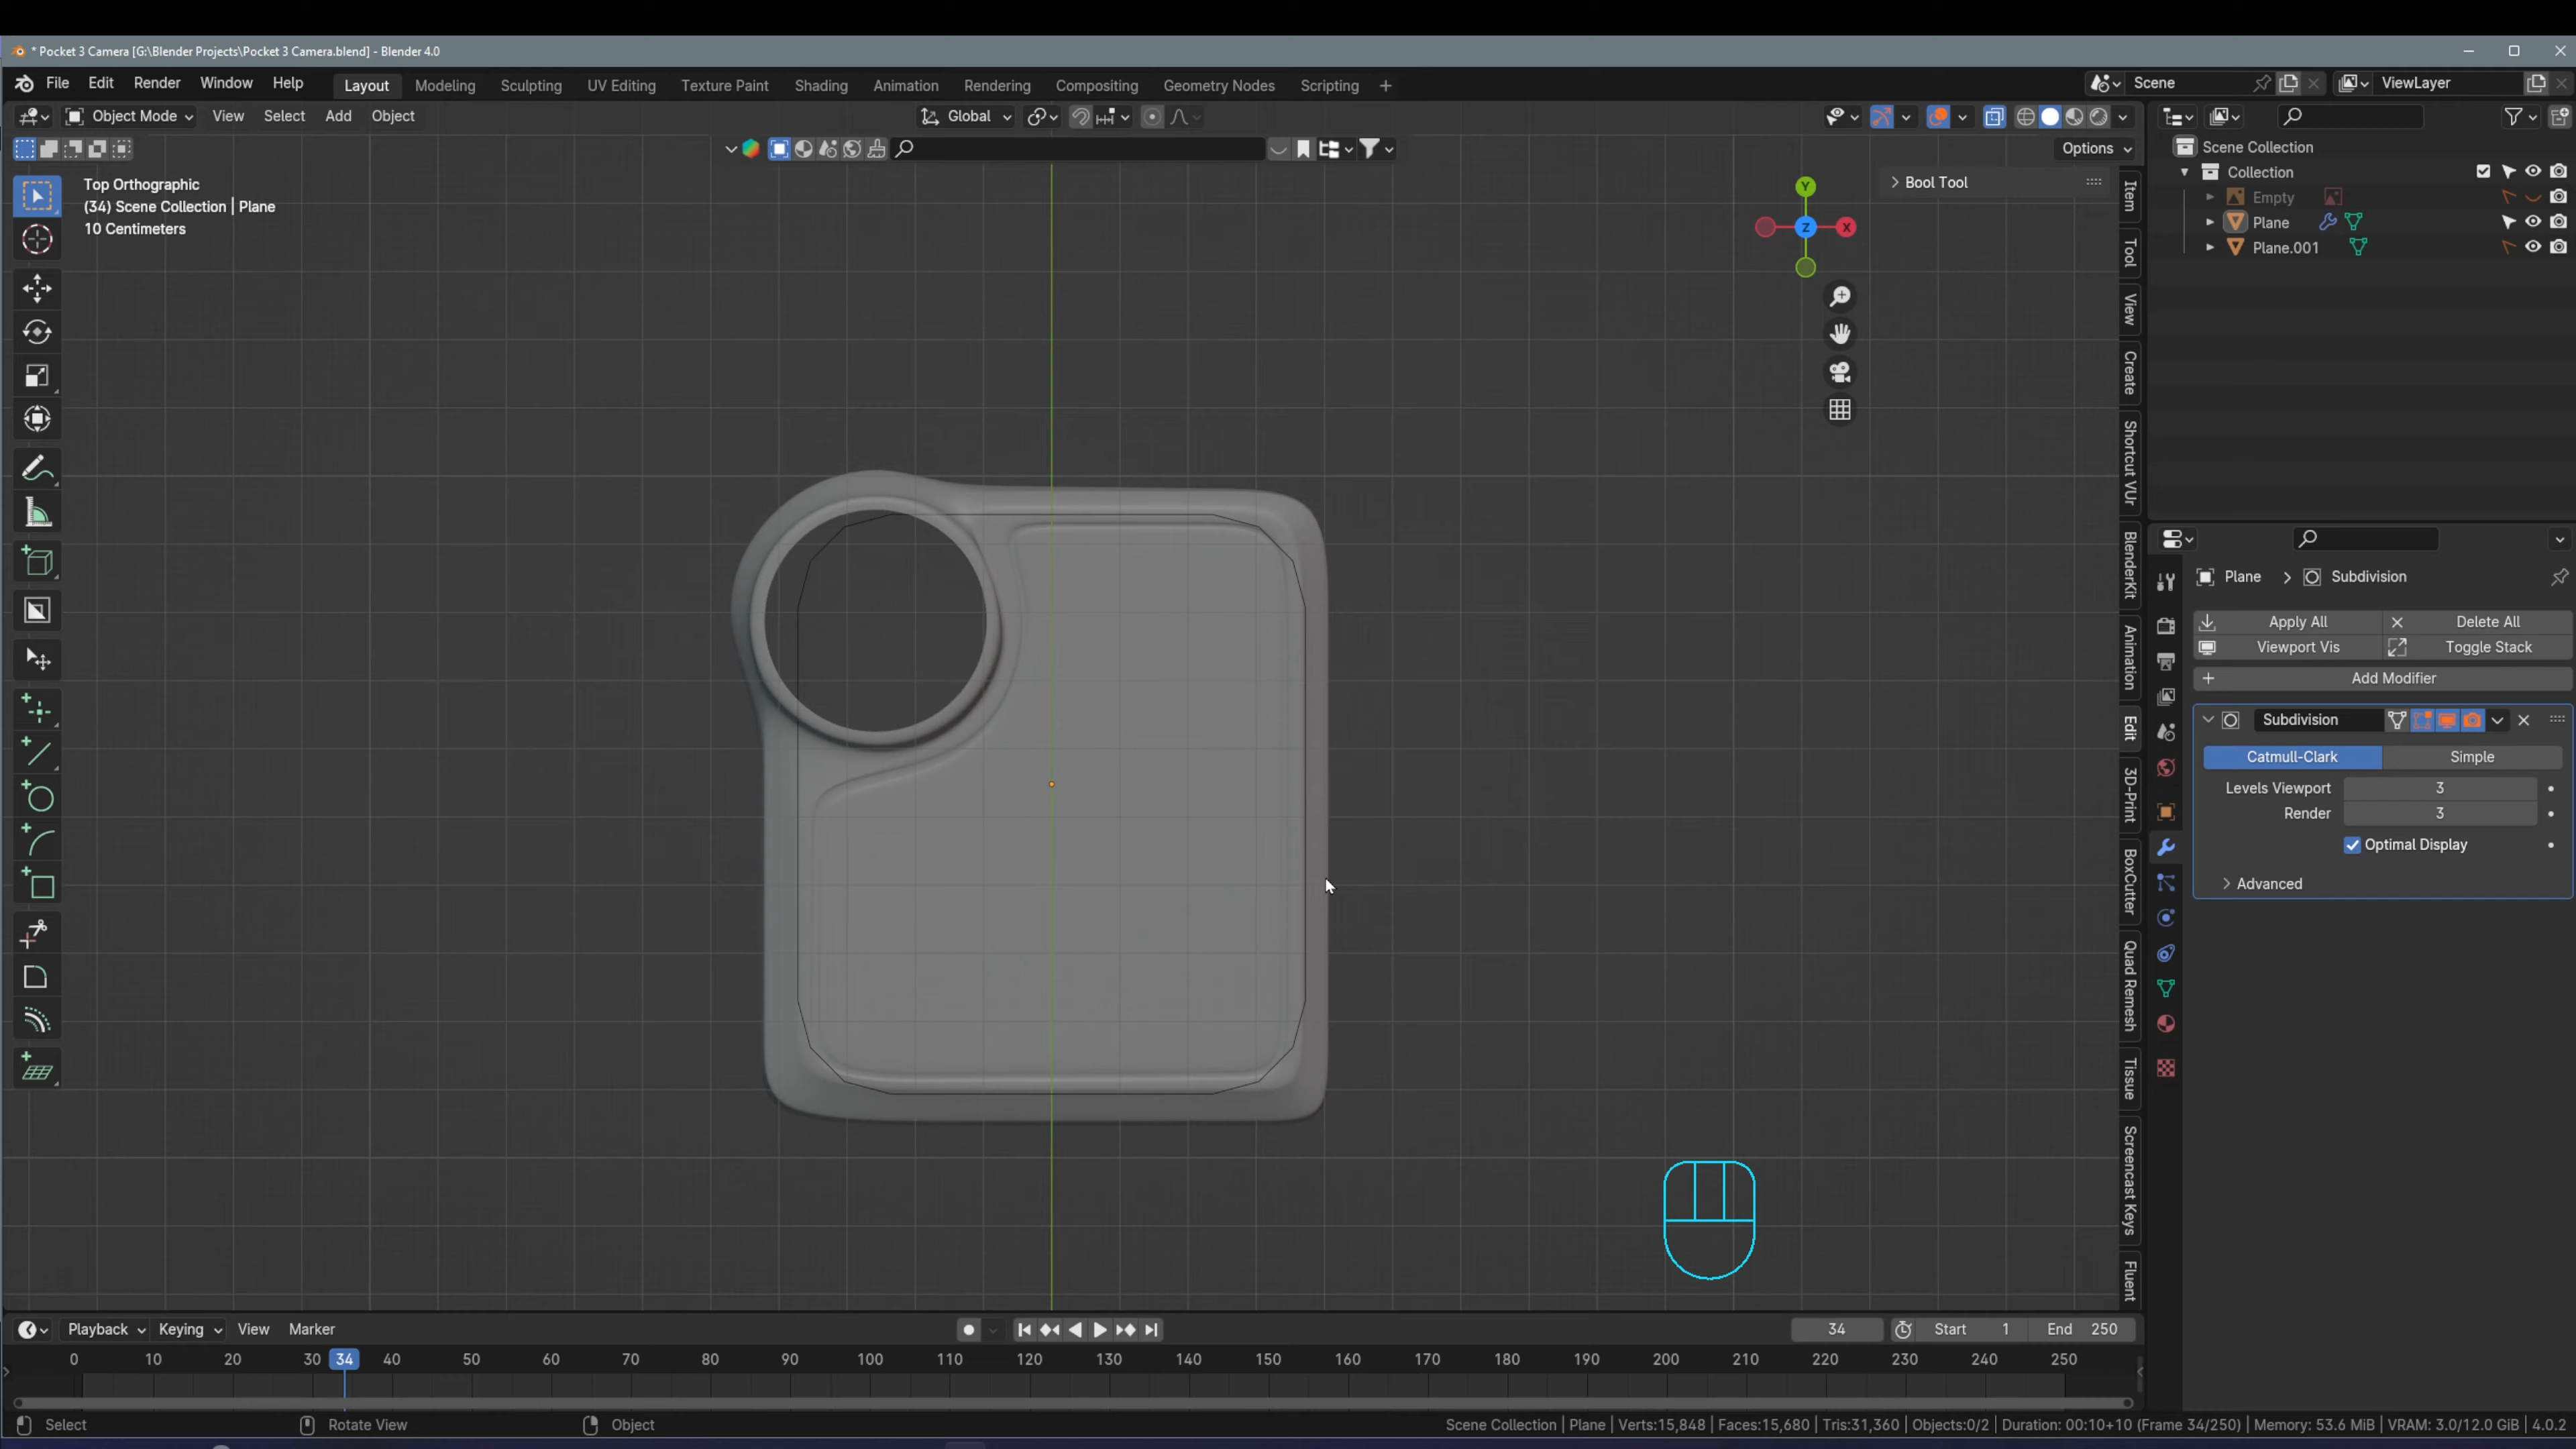 * Pocket 3 Camera [G:\Blender Projects\Pocket 3 Camera.blend] - Blender 4.0
File Edit Render Window Help Layout Modeling Sculpting UV Editing Texture Paint Shading Animation Rendering Compositing Geometry Nodes Scripting + Scene ViewLayer
Object Mode View Select Add Object Global
Options
Top Orthographic
(34) Scene Collection | Plane
10 Centimeters
Bool Tool
Y
X
Z
Item
Tool
View
Create
Shortcut VUr
BlenderKit
Animation
Edit
3D-Print
BoxCutter
Quad Remesh
Tissue
Screencast Keys
Fluent
Scene Collection
Collection
Empty
Plane
Plane.001
Plane > Subdivision
Apply All Delete All
Viewport Vis Toggle Stack
Add Modifier
Subdivision
Catmull-Clark Simple
Levels Viewport 3
Render 3
Optimal Display
Advanced
Playback Keying View Marker 34 Start 1 End 250
0 10 20 30 34 40 50 60 70 80 90 100 110 120 130 140 150 160 170 180 190 200 210 220 230 240 250
Select Rotate View Object Scene Collection | Plane | Verts:15,848 | Faces:15,680 | Tris:31,360 | Objects:0/2 | Duration: 00:10+10 (Frame 34/250) | Memory: 53.6 MiB | VRAM: 3.0/12.0 GiB | 4.0.2